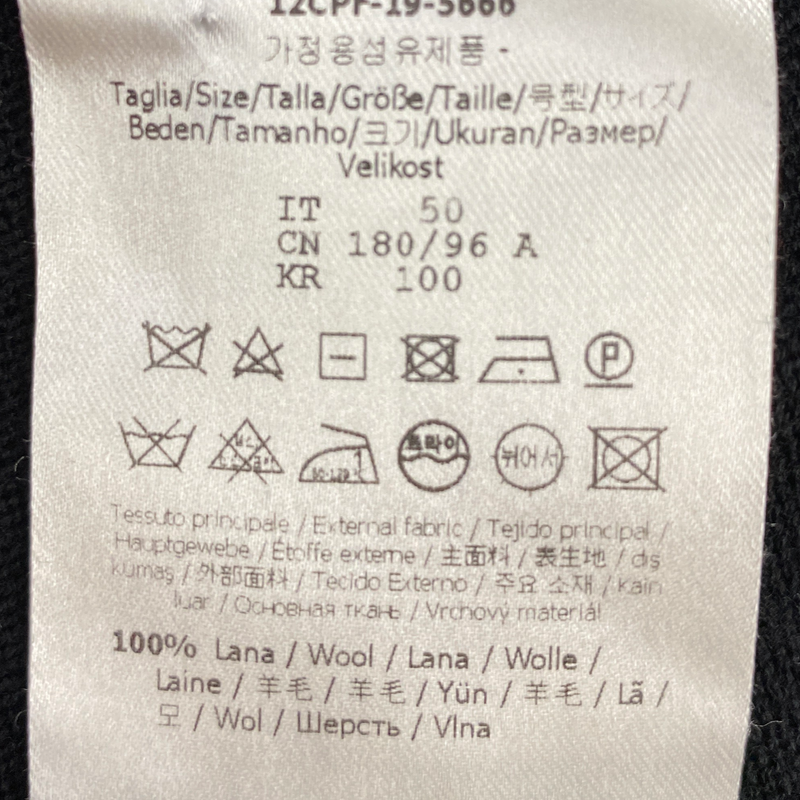 12CPF-19-5666
가정용섬유제품 -
Taglia/Size/Talla/Größe/Taille/号型/サイズ/
Beden/Tamanho/크기/Ukuran/Размер/
Velikost
IT 50
CN 180/96 A
KR 100
P
드라이
뉘어서
Tessuto principale / External fabric / Tejido principal /
Hauptgewebe / Étoffe externe / 主面料 / 表生地 / dış
kumaş / 外部面料 / Tecido Externo / 주요 소재 / kain
luar / Основная ткань / Vrchový materiál
100% Lana / Wool / Lana / Wolle /
Laine / 羊毛 / 羊毛 / Yün / 羊毛 / Lã /
모 / Wol / Шерсть / Vlna